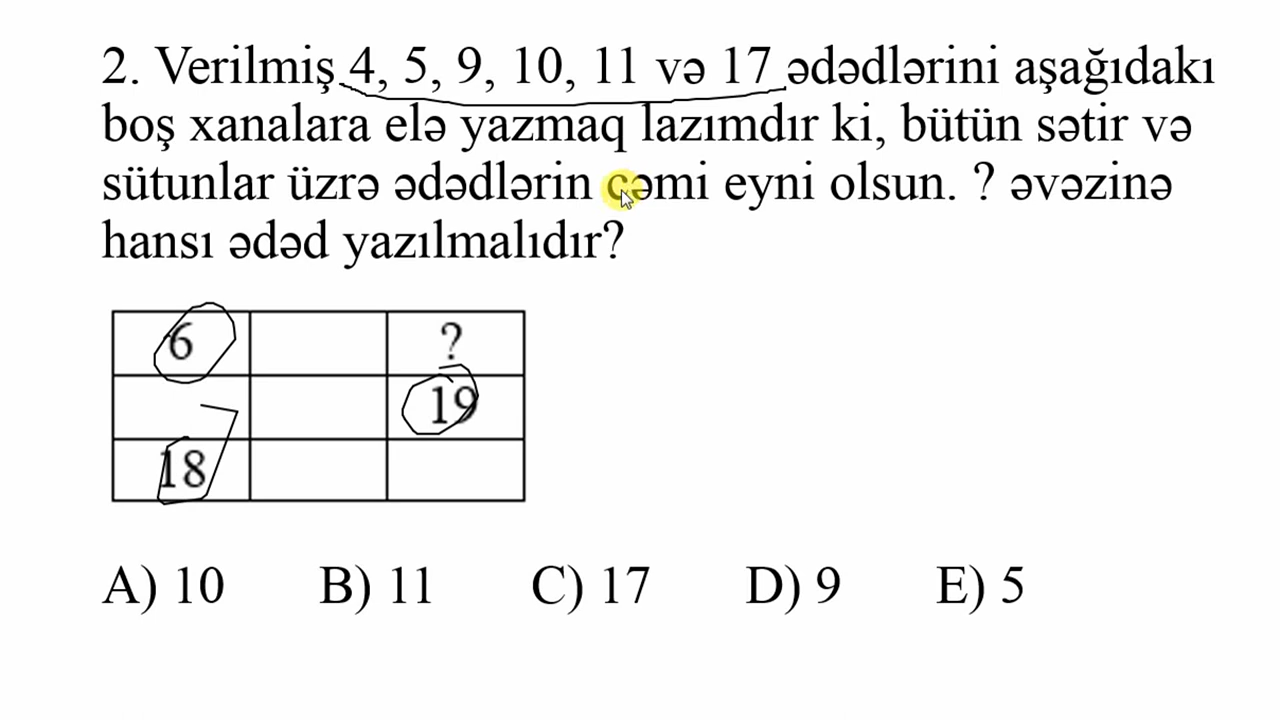 2. Verilmiş 4, 5, 9, 10, 11 və 17 ədədlərini aşağıdakı
boş xanalara elə yazmaq lazımdır ki, bütün sətir və
sütunlar üzrə ədədlərin cəmi eyni olsun. ? əvəzinə
hansı ədəd yazılmalıdır?
6 ?
19
18
A) 10 B) 11 C) 17 D) 9 E) 5